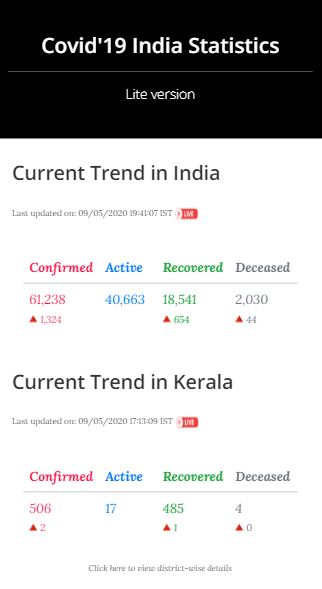 Covid'19 India Statistics
Lite version
Current Trend in India
Last updated on: 09/05/2020 19:41:07 IST LIVE
Confirmed Active Recovered Deceased
61,238 40,663 18,541 2,030
▲ 1,324 ▲ 654 ▲ 44
Current Trend in Kerala
Last updated on: 09/05/2020 17:13:09 IST LIVE
Confirmed Active Recovered Deceased
506 17 485 4
▲ 2 ▲ 1 ▲ 0
Click here to view district-wise details